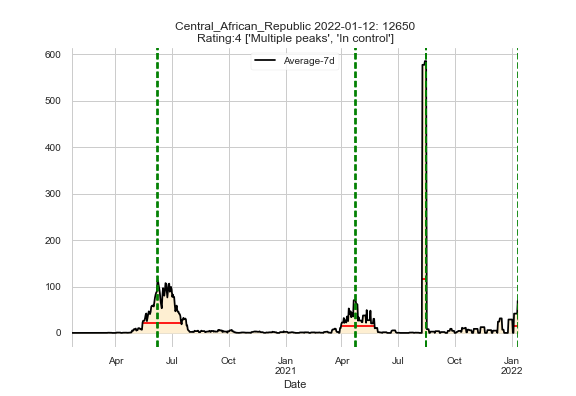 Central_African_Republic 2022-01-12: 12650
Rating:4 ['Multiple peaks', 'In control']
Average-7d
600
500
400
300
200
100
0
Apr Jul Oct Jan Apr Jul Oct Jan
2021 2022
Date